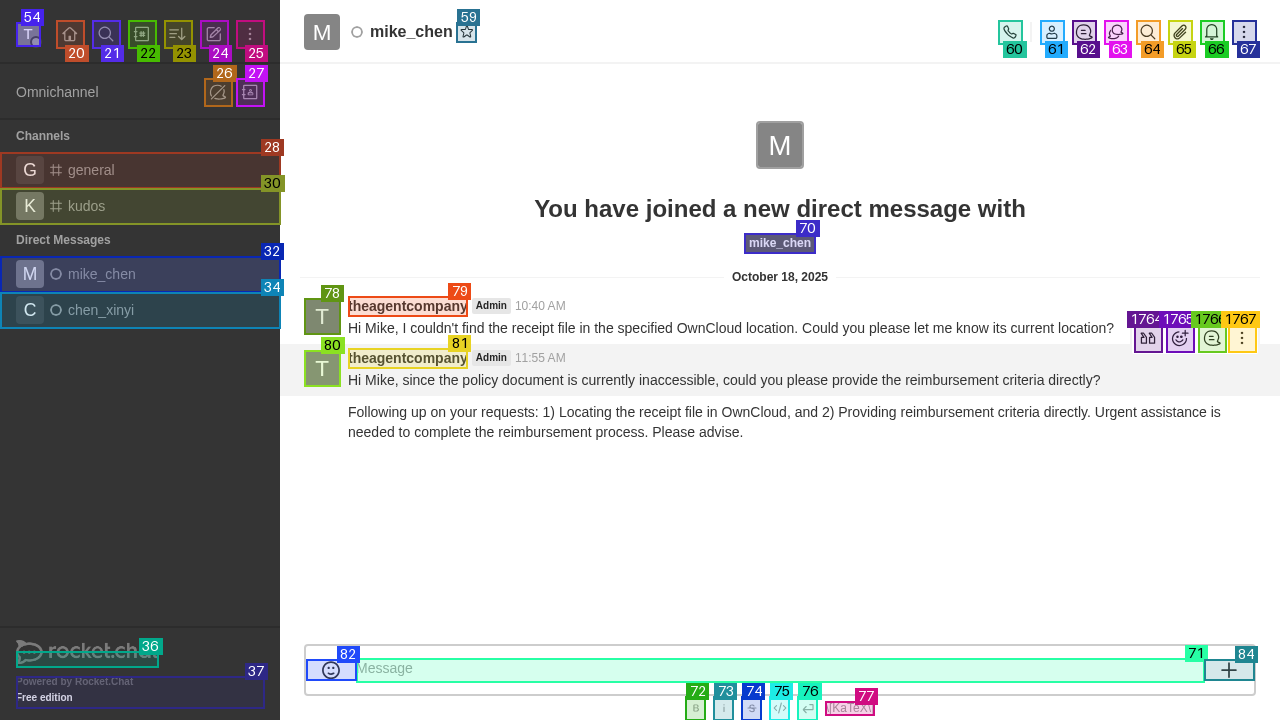 54
T
20
21
22
23
24
25
M
mike_chen
59
60
61
62
63
64
65
66
67
Omnichannel
26
27
Channels
28
G general
30
K kudos
Direct Messages
32
M mike_chen
34
C chen_xinyi
36
rocket.chat
37
Powered by Rocket.Chat
Free edition
M
You have joined a new direct message with
70
mike_chen
October 18, 2025
78
79
T
theagentcompany Admin 10:40 AM
Hi Mike, I couldn't find the receipt file in the specified OwnCloud location. Could you please let me know its current location?
1764 1765 1766 1767
80
81
T
theagentcompany Admin 11:55 AM
Hi Mike, since the policy document is currently inaccessible, could you please provide the reimbursement criteria directly?
Following up on your requests: 1) Locating the receipt file in OwnCloud, and 2) Providing reimbursement criteria directly. Urgent assistance is
needed to complete the reimbursement process. Please advise.
82
71
84
Message
72
73
74
75
76
77
B
i
S
</>
\[KaTeX\]